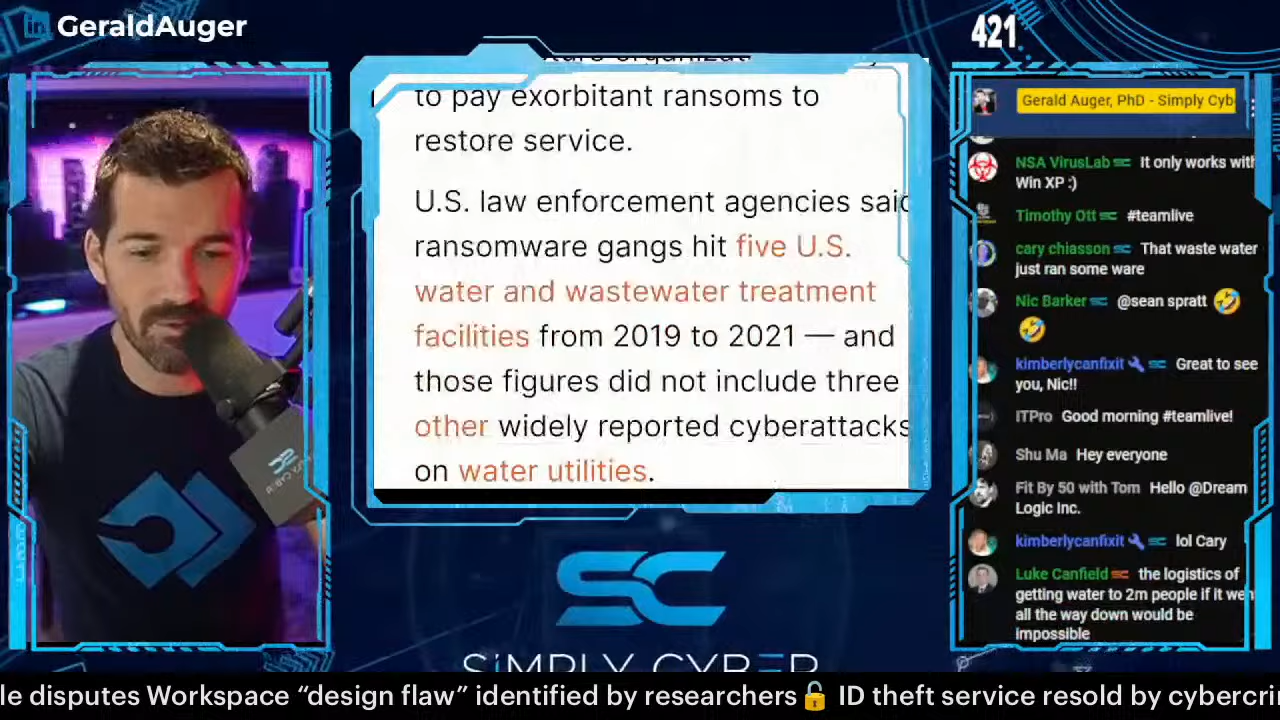 in GeraldAuger
421
to pay exorbitant ransoms to
restore service.
U.S. law enforcement agencies said
ransomware gangs hit five U.S.
water and wastewater treatment
facilities from 2019 to 2021 — and
those figures did not include three
other widely reported cyberattacks
on water utilities.
SC
SIMPLY CYBER
Gerald Auger, PhD - Simply Cyb
NSA VirusLab It only works with
Win XP :)
Timothy Ott #teamlive
cary chiasson That waste water
just ran some ware
Nic Barker @sean spratt 🤣
🤣
kimberlycanfixit Great to see
you, Nic!!
ITPro Good morning #teamlive!
Shu Ma Hey everyone
Fit By 50 with Tom Hello @Dream
Logic Inc.
kimberlycanfixit lol Cary
Luke Canfield the logistics of
getting water to 2m people if it wen
all the way down would be
impossible
le disputes Workspace “design flaw” identified by researchers🔓 ID theft service resold by cybercri